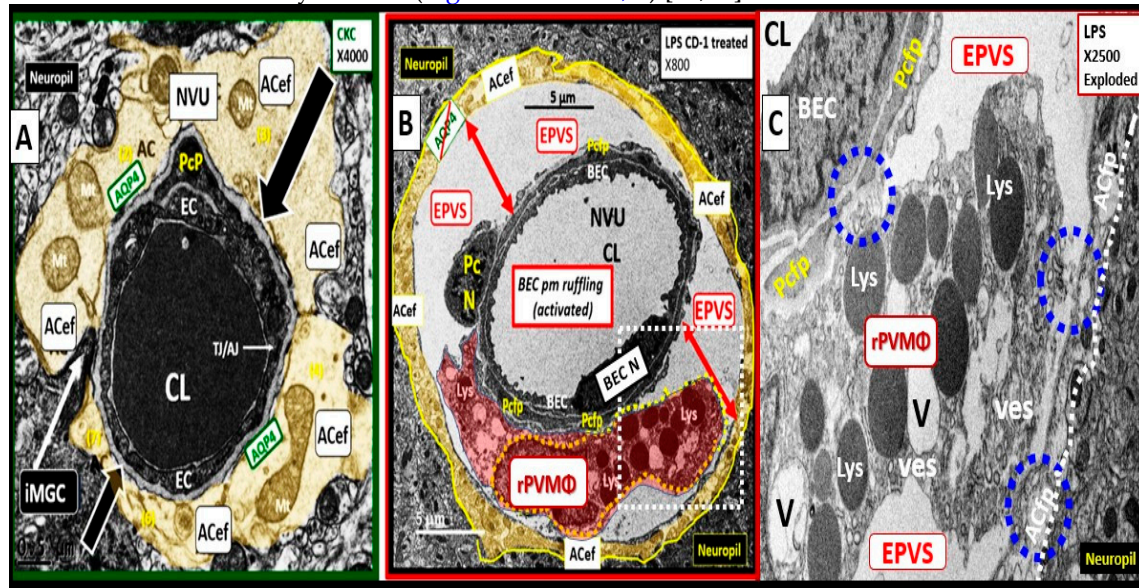 A
CKC
X4000
Neuropil
NVU
ACef
Mt
AC
AQP4
PcP
EC
Mt
Mt
ACef
ACef
TJ/AJ
CL
AQP4
ACef
EC
iMGC
Mt
ACef
B
LPS CD-1 treated
X800
Neuropil
ACef
5 µm
AQP4
EPVS
Pcfp
BEC
ACef
EPVS
NVU
CL
Pc
N
BEC pm ruffling
(activated)
EPVS
ACef
BEC N
Lys
BEC
Pcfp
Pcfp
Lys
rPVMΦ
Lys
5 µm
ACef
Neuropil
C
CL
Pcfp
EPVS
LPS
X2500
Exploded
BEC
Lys
ACfp
Pcfp
Lys
rPVMΦ
V
ves
Lys
ves
V
ACfp
EPVS
Neuropil